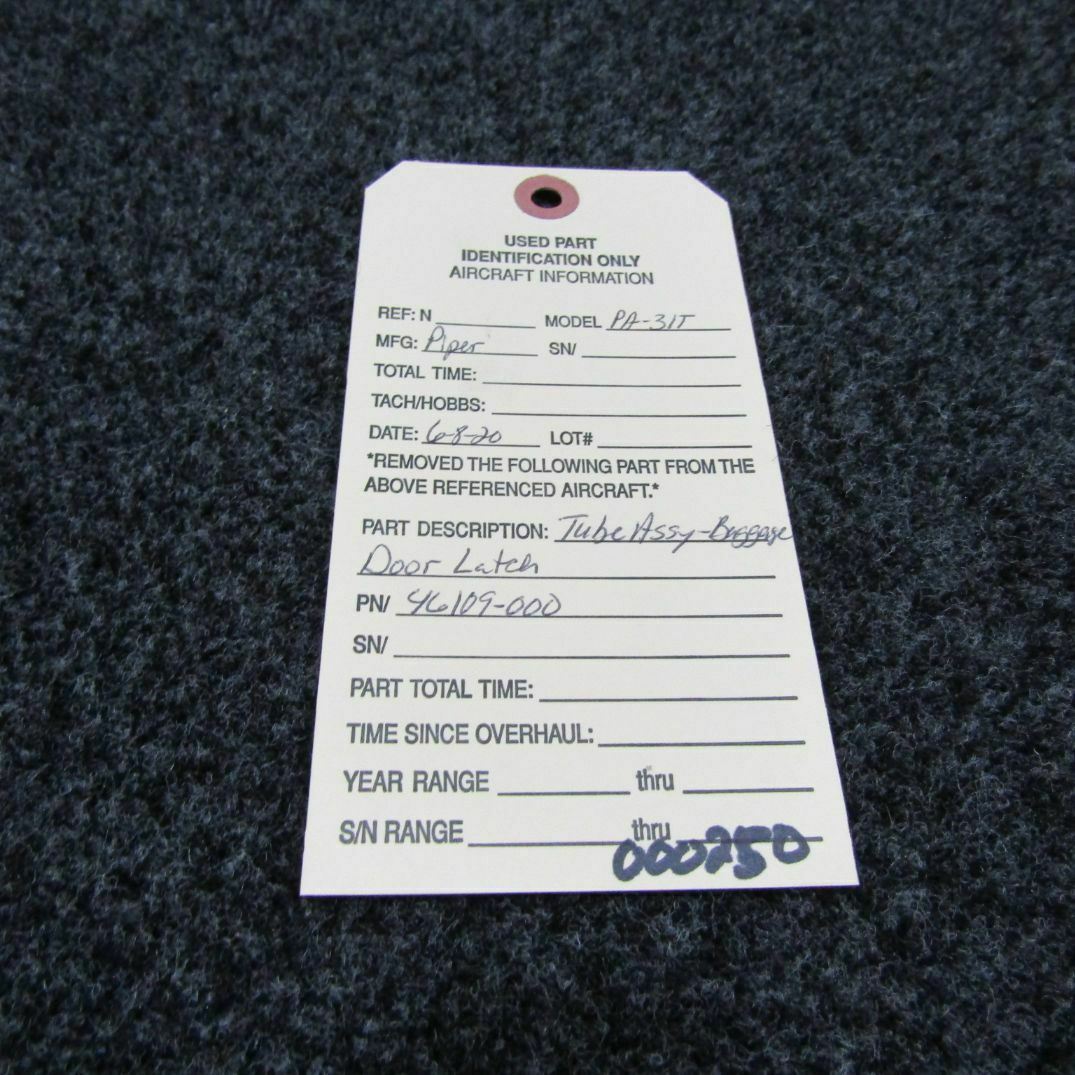 USED PART
IDENTIFICATION ONLY
AIRCRAFT INFORMATION
REF: N MODEL PA-31T
MFG: Piper SN/
TOTAL TIME:
TACH/HOBBS:
DATE: 6-8-20 LOT#
*REMOVED THE FOLLOWING PART FROM THE
ABOVE REFERENCED AIRCRAFT.*
PART DESCRIPTION: Tube Assy-Baggage
Door Latch
PN/ 46109-000
SN/
PART TOTAL TIME:
TIME SINCE OVERHAUL:
YEAR RANGE thru
S/N RANGE thru
000250